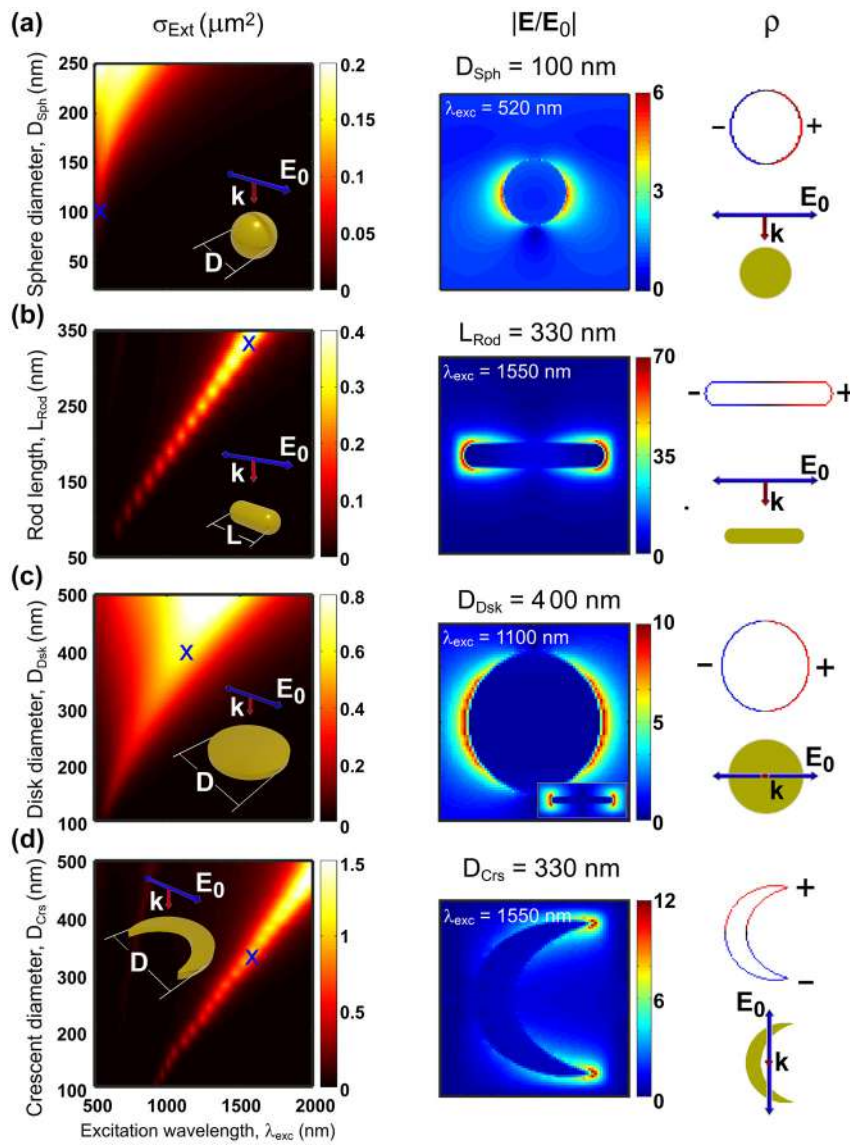 (a) σExt (μm²) |E/E0| ρ
DSph = 100 nm
Sphere diameter, DSph (nm)
250
200
150
100
50
0.2
0.15
0.1
0.05
0
x
E0
k
D
λexc = 520 nm
6
3
0
- +
E0
k
(b)
LRod = 330 nm
Rod length, LRod (nm)
350
250
150
50
0.4
0.3
0.2
0.1
0
x
E0
k
L
λexc = 1550 nm
70
35
0
- +
E0
k
(c)
DDsk = 400 nm
Disk diameter, DDsk (nm)
500
400
300
200
100
0.8
0.6
0.4
0.2
0
x
E0
k
D
λexc = 1100 nm
10
5
0
- +
E0
k
(d)
DCrs = 330 nm
Crescent diameter, DCrs (nm)
500
400
300
200
100
1.5
1
0.5
0
x
E0
k
D
500 1000 1500 2000
Excitation wavelength, λexc (nm)
λexc = 1550 nm
12
6
0
+
-
E0
k